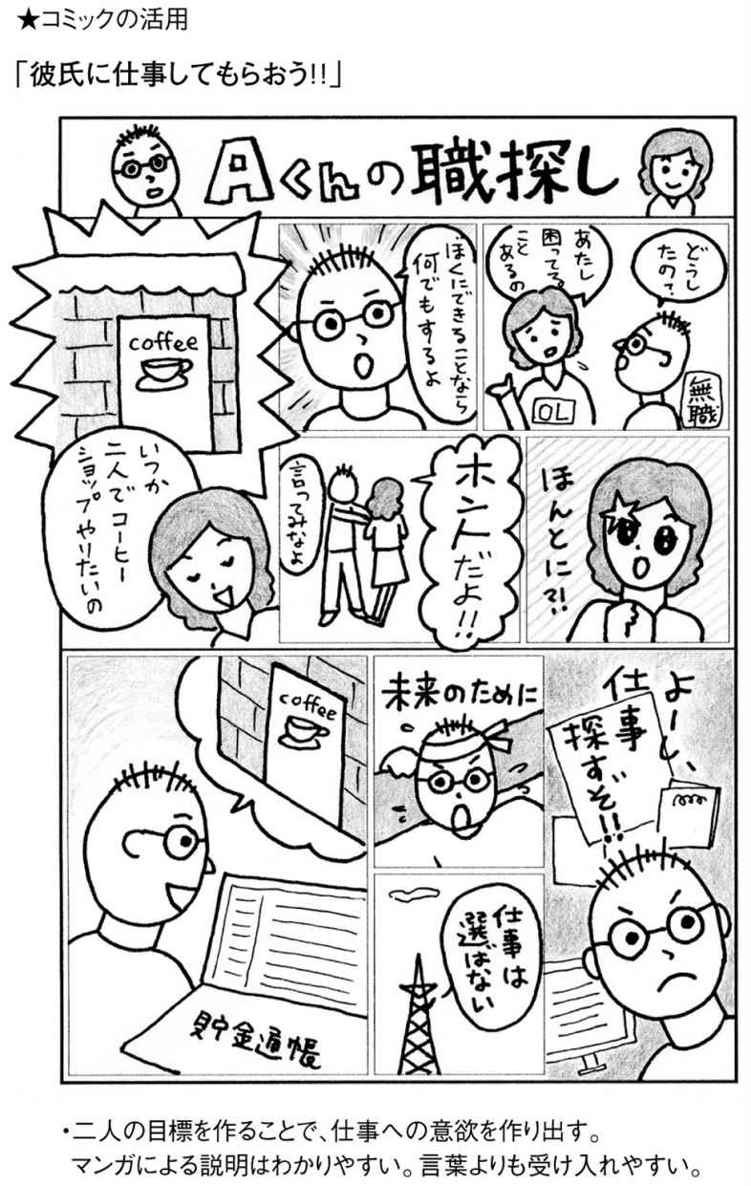 ★コミックの活用
「彼氏に仕事してもらおう!!」
Aくんの職探し
どうし
たの?
あたし
困ってる
こと
あるの
OL
無職
ぼくにできることなら
何でもするよ
coffee
いつか
二人でコーヒー
ショップやりたいの
ほんとに?!
ホント人だよ!!
言ってみなよ
よーし、
仕事
探すぞ!!
未来のために
仕事は
選ばない
coffee
貯金通帳
・二人の目標を作ることで、仕事への意欲を作り出す。
マンガによる説明はわかりやすい。言葉よりも受け入れやすい。